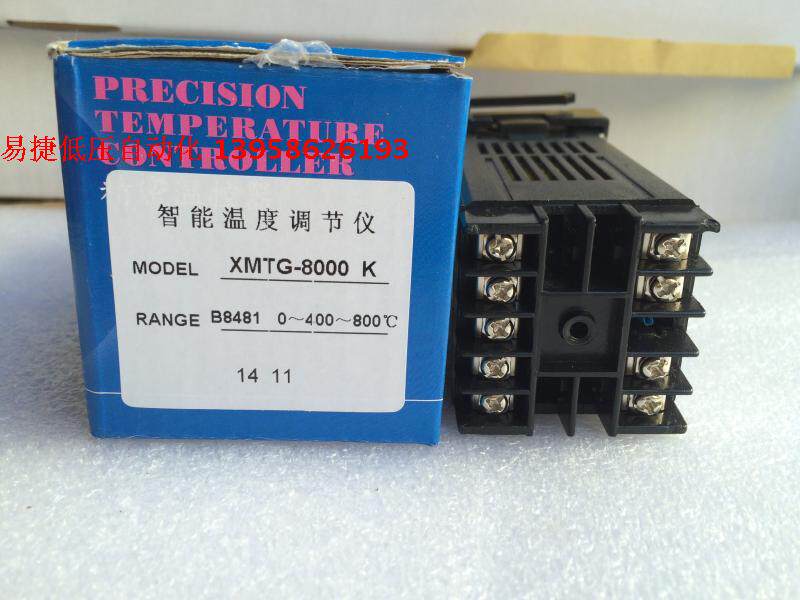 PRECISION
TEMPERATURE
CONTROLLER
易捷低压自动化 13958626193
智能温度调节仪
MODEL XMTG-8000 K
RANGE B8481 0～400～800℃
14 11